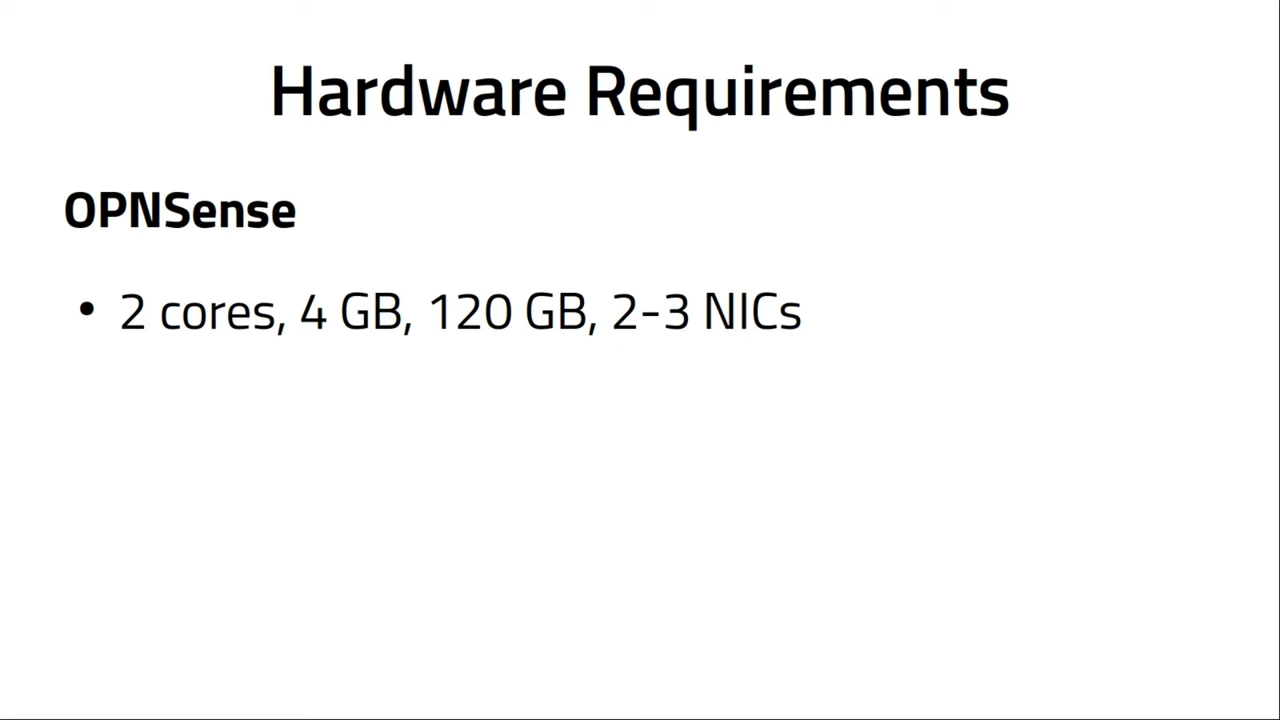 Hardware Requirements
OPNSense
• 2 cores, 4 GB, 120 GB, 2-3 NICs